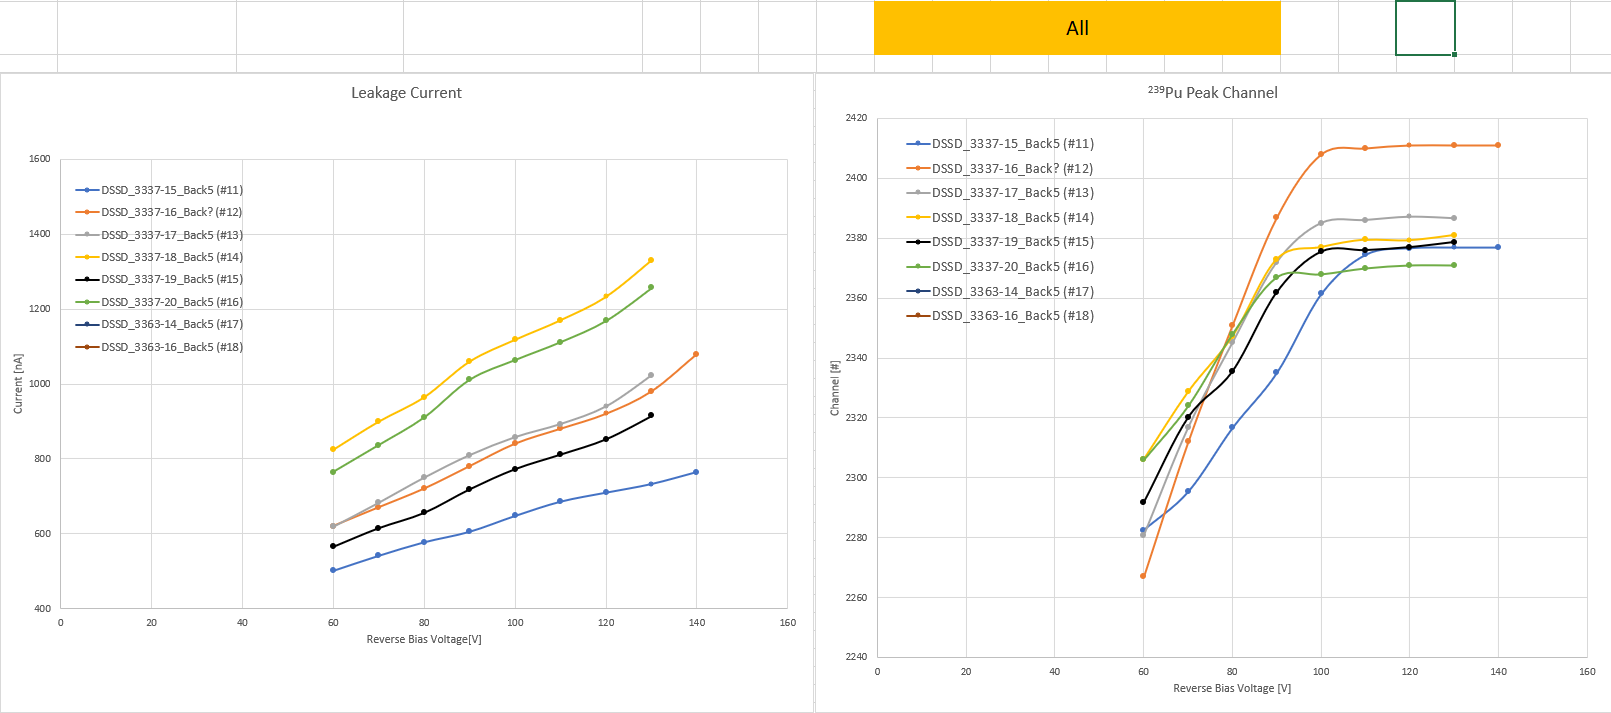 All
Leakage Current
1600
1400
1200
1000
800
600
400
0
20
40
60
80
100
120
140
160
Current [nA]
Reverse Bias Voltage[V]
DSSD_3337-15_Back5 (#11)
DSSD_3337-16_Back? (#12)
DSSD_3337-17_Back5 (#13)
DSSD_3337-18_Back5 (#14)
DSSD_3337-19_Back5 (#15)
DSSD_3337-20_Back5 (#16)
DSSD_3363-14_Back5 (#17)
DSSD_3363-16_Back5 (#18)
²³⁹Pu Peak Channel
2420
2400
2380
2360
2340
2320
2300
2280
2260
2240
0
20
40
60
80
100
120
140
160
Channel [#]
Reverse Bias Voltage [V]
DSSD_3337-15_Back5 (#11)
DSSD_3337-16_Back? (#12)
DSSD_3337-17_Back5 (#13)
DSSD_3337-18_Back5 (#14)
DSSD_3337-19_Back5 (#15)
DSSD_3337-20_Back5 (#16)
DSSD_3363-14_Back5 (#17)
DSSD_3363-16_Back5 (#18)